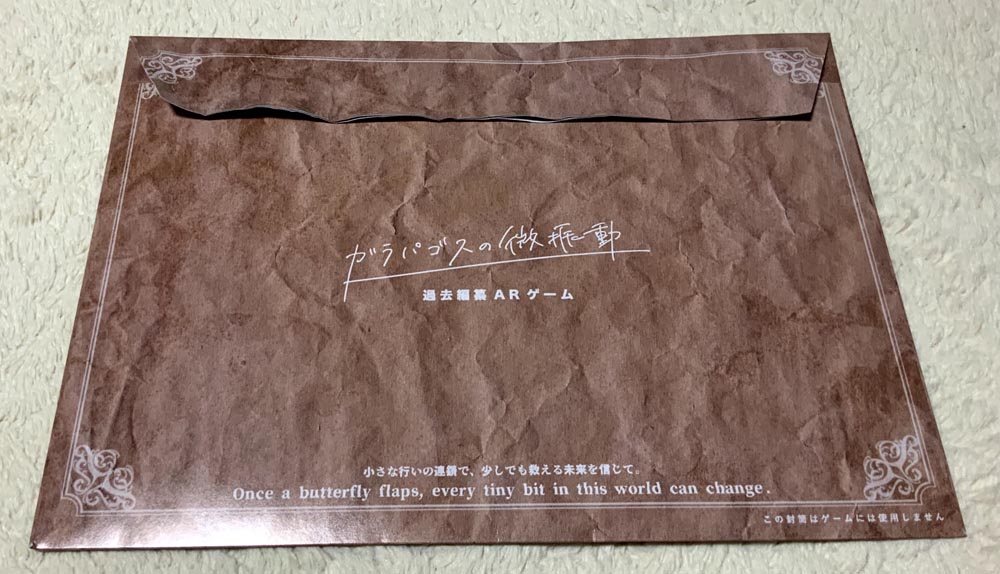 ガラパゴスの微振動
過去編纂ARゲーム
小さな行いの連鎖で、少しでも救える未来を信じて。
Once a butterfly flaps, every tiny bit in this world can change.
この封筒はゲームには使用しません